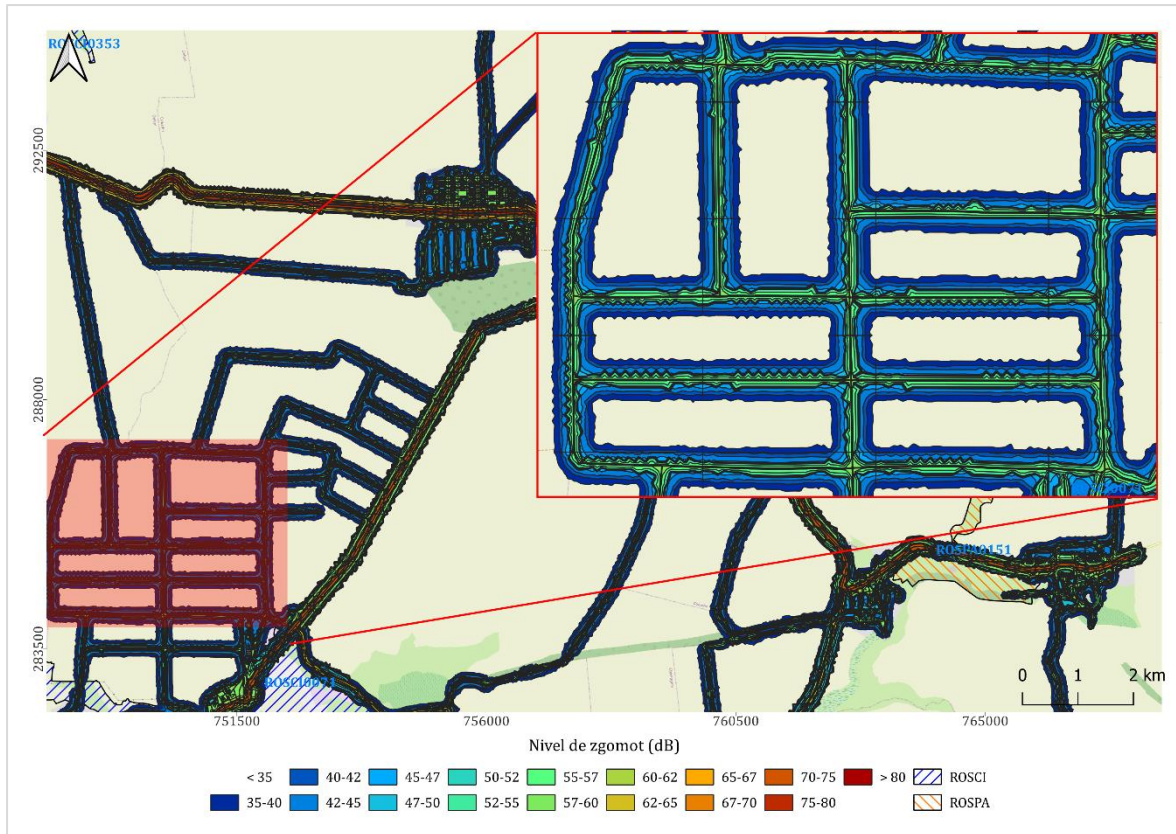 ROSCI0353
292500
288000
283500
ROSPA0151
ROSCI0071
0 1 2 km
751500 756000 760500 765000
Nivel de zgomot (dB)
< 35 40-42 45-47 50-52 55-57 60-62 65-67 70-75 > 80 ROSCI
35-40 42-45 47-50 52-55 57-60 62-65 67-70 75-80 ROSPA